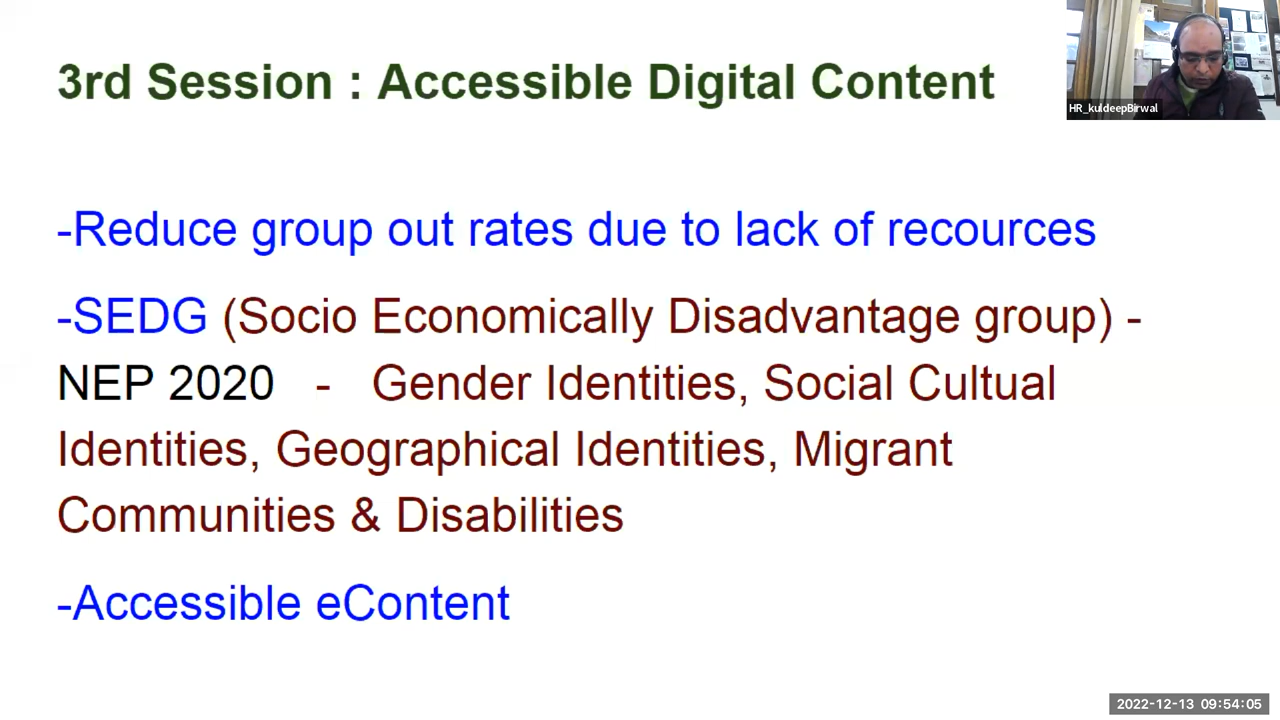 3rd Session : Accessible Digital Content
HR_kuldeepBirwal
-Reduce group out rates due to lack of recources
-SEDG (Socio Economically Disadvantage group) -
NEP 2020 - Gender Identities, Social Cultual
Identities, Geographical Identities, Migrant
Communities & Disabilities
-Accessible eContent
2022-12-13 09:54:05